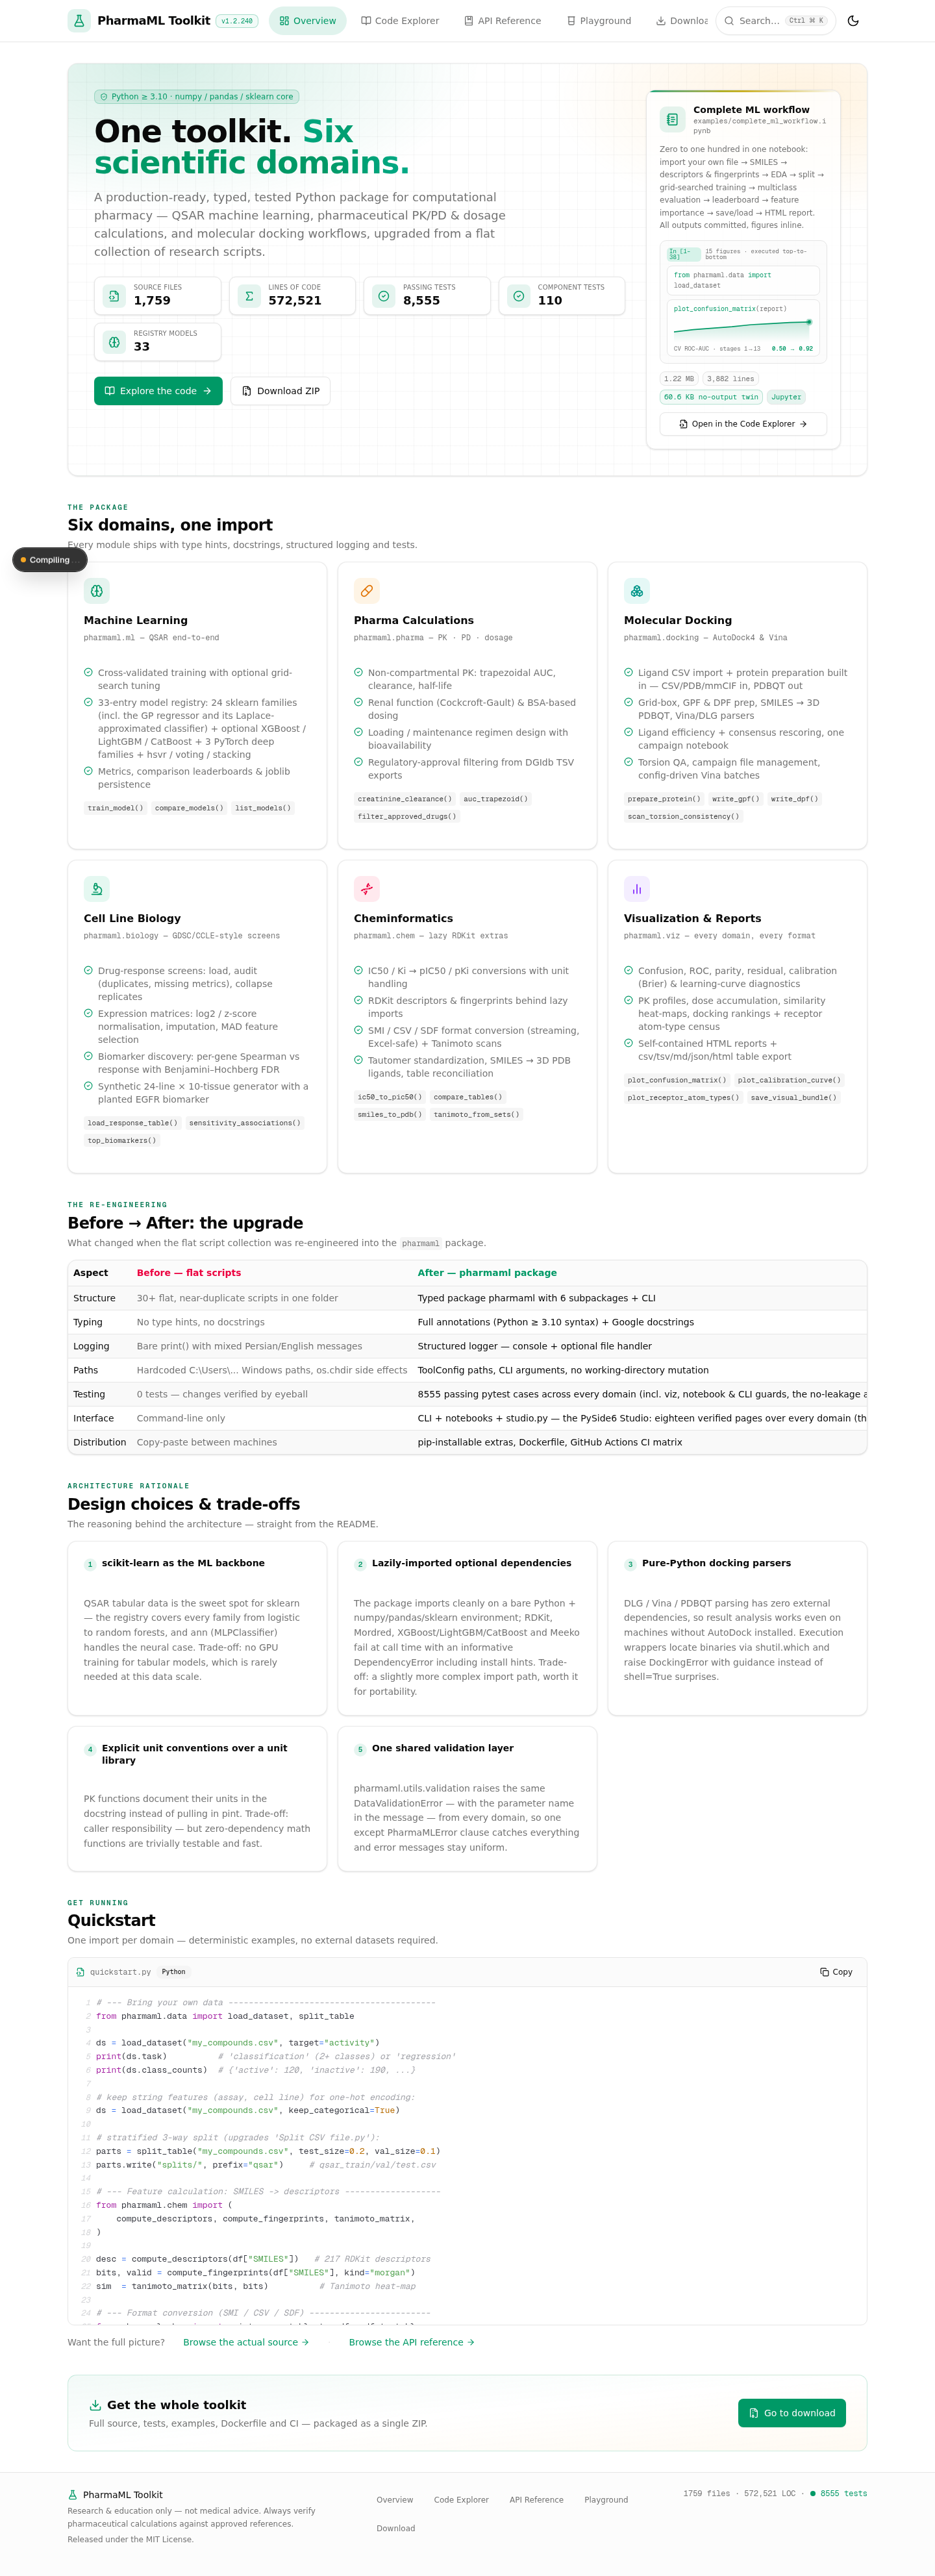 PharmaML Toolkit v1.2.240 Overview Code Explorer API Reference Playground Search... Ctrl ⌘ K
Python ≥ 3.10 · numpy / pandas / sklearn core
One toolkit. Six
scientific domains.
A production-ready, typed, tested Python package for computational
pharmacy — QSAR machine learning, pharmaceutical PK/PD & dosage
calculations, and molecular docking workflows, upgraded from a flat
collection of research scripts.
SOURCE FILES
1,759
LINES OF CODE
572,521
PASSING TESTS
8,555
COMPONENT TESTS
110
REGISTRY MODELS
33
Explore the code →
Download ZIP
Complete ML workflow
examples/complete_ml_workflow.i
pynb
Zero to one hundred in one notebook:
import your own file → SMILES →
descriptors & fingerprints → EDA → split →
grid-searched training → multiclass
evaluation → leaderboard → feature
importance → save/load → HTML report.
All outputs committed, figures inline.
In [1–
38]
15 figures · executed top-to-
bottom
from pharmaml.data import
load_dataset
plot_confusion_matrix(report)
CV ROC-AUC · stages 1→13 0.50 → 0.92
1.22 MB 3,882 lines
60.6 KB no-output twin Jupyter
Open in the Code Explorer →
THE PACKAGE
Six domains, one import
Every module ships with type hints, docstrings, structured logging and tests.
Compiling
Machine Learning
pharmaml.ml — QSAR end-to-end
Cross-validated training with optional grid-
search tuning
33-entry model registry: 24 sklearn families
(incl. the GP regressor and its Laplace-
approximated classifier) + optional XGBoost /
LightGBM / CatBoost + 3 PyTorch deep
families + hsvr / voting / stacking
Metrics, comparison leaderboards & joblib
persistence
train_model() compare_models() list_models()
Pharma Calculations
pharmaml.pharma — PK · PD · dosage
Non-compartmental PK: trapezoidal AUC,
clearance, half-life
Renal function (Cockcroft-Gault) & BSA-based
dosing
Loading / maintenance regimen design with
bioavailability
Regulatory-approval filtering from DGIdb TSV
exports
creatinine_clearance() auc_trapezoid()
filter_approved_drugs()
Molecular Docking
pharmaml.docking — AutoDock4 & Vina
Ligand CSV import + protein preparation built
in — CSV/PDB/mmCIF in, PDBQT out
Grid-box, GPF & DPF prep, SMILES → 3D
PDBQT, Vina/DLG parsers
Ligand efficiency + consensus rescoring, one
campaign notebook
Torsion QA, campaign file management,
config-driven Vina batches
prepare_protein() write_gpf() write_dpf()
scan_torsion_consistency()
Cell Line Biology
pharmaml.biology — GDSC/CCLE-style screens
Drug-response screens: load, audit
(duplicates, missing metrics), collapse
replicates
Expression matrices: log2 / z-score
normalisation, imputation, MAD feature
selection
Biomarker discovery: per-gene Spearman vs
response with Benjamini–Hochberg FDR
Synthetic 24-line × 10-tissue generator with a
planted EGFR biomarker
load_response_table() sensitivity_associations()
top_biomarkers()
Cheminformatics
pharmaml.chem — lazy RDKit extras
IC50 / Ki → pIC50 / pKi conversions with unit
handling
RDKit descriptors & fingerprints behind lazy
imports
SMI / CSV / SDF format conversion (streaming,
Excel-safe) + Tanimoto scans
Tautomer standardization, SMILES → 3D PDB
ligands, table reconciliation
ic50_to_pic50() compare_tables()
smiles_to_pdb() tanimoto_from_sets()
Visualization & Reports
pharmaml.viz — every domain, every format
Confusion, ROC, parity, residual, calibration
(Brier) & learning-curve diagnostics
PK profiles, dose accumulation, similarity
heat-maps, docking rankings + receptor
atom-type census
Self-contained HTML reports +
csv/tsv/md/json/html table export
plot_confusion_matrix() plot_calibration_curve()
plot_receptor_atom_types() save_visual_bundle()
THE RE-ENGINEERING
Before → After: the upgrade
What changed when the flat script collection was re-engineered into the pharmaml package.
Aspect Before — flat scripts After — pharmaml package
Structure 30+ flat, near-duplicate scripts in one folder Typed package pharmaml with 6 subpackages + CLI
Typing No type hints, no docstrings Full annotations (Python ≥ 3.10 syntax) + Google docstrings
Logging Bare print() with mixed Persian/English messages Structured logger — console + optional file handler
Paths Hardcoded C:\Users\... Windows paths, os.chdir side effects ToolConfig paths, CLI arguments, no working-directory mutation
Testing 0 tests — changes verified by eyeball 8555 passing pytest cases across every domain (incl. viz, notebook & CLI guards, the no-leakage a
Interface Command-line only CLI + notebooks + studio.py — the PySide6 Studio: eighteen verified pages over every domain (th
Distribution Copy-paste between machines pip-installable extras, Dockerfile, GitHub Actions CI matrix
ARCHITECTURE RATIONALE
Design choices & trade-offs
The reasoning behind the architecture — straight from the README.
1 scikit-learn as the ML backbone
QSAR tabular data is the sweet spot for sklearn
— the registry covers every family from logistic
to random forests, and ann (MLPClassifier)
handles the neural case. Trade-off: no GPU
training for tabular models, which is rarely
needed at this data scale.
2 Lazily-imported optional dependencies
The package imports cleanly on a bare Python +
numpy/pandas/sklearn environment; RDKit,
Mordred, XGBoost/LightGBM/CatBoost and Meeko
fail at call time with an informative
DependencyError including install hints. Trade-
off: a slightly more complex import path, worth it
for portability.
3 Pure-Python docking parsers
DLG / Vina / PDBQT parsing has zero external
dependencies, so result analysis works even on
machines without AutoDock installed. Execution
wrappers locate binaries via shutil.which and
raise DockingError with guidance instead of
shell=True surprises.
4 Explicit unit conventions over a unit
library
PK functions document their units in the
docstring instead of pulling in pint. Trade-off:
caller responsibility — but zero-dependency math
functions are trivially testable and fast.
5 One shared validation layer
pharmaml.utils.validation raises the same
DataValidationError — with the parameter name
in the message — from every domain, so one
except PharmaMLError clause catches everything
and error messages stay uniform.
GET RUNNING
Quickstart
One import per domain — deterministic examples, no external datasets required.
quickstart.py Python Copy
1 # --- Bring your own data -----------------------------------------
2 from pharmaml.data import load_dataset, split_table
3
4 ds = load_dataset("my_compounds.csv", target="activity")
5 print(ds.task) # 'classification' (2+ classes) or 'regression'
6 print(ds.class_counts) # {'active': 120, 'inactive': 190, ...}
7
8 # keep string features (assay, cell line) for one-hot encoding:
9 ds = load_dataset("my_compounds.csv", keep_categorical=True)
10
11 # stratified 3-way split (upgrades 'Split CSV file.py'):
12 parts = split_table("my_compounds.csv", test_size=0.2, val_size=0.1)
13 parts.write("splits/", prefix="qsar") # qsar_train/val/test.csv
14
15 # --- Feature calculation: SMILES -> descriptors -------------------
16 from pharmaml.chem import (
17 compute_descriptors, compute_fingerprints, tanimoto_matrix,
18 )
19
20 desc = compute_descriptors(df["SMILES"]) # 217 RDKit descriptors
21 bits, valid = compute_fingerprints(df["SMILES"], kind="morgan")
22 sim = tanimoto_matrix(bits, bits) # Tanimoto heat-map
23
24 # --- Format conversion (SMI / CSV / SDF) ------------------------
Want the full picture? Browse the actual source → Browse the API reference →
Get the whole toolkit
Full source, tests, examples, Dockerfile and CI — packaged as a single ZIP.
Go to download
PharmaML Toolkit
Research & education only — not medical advice. Always verify
pharmaceutical calculations against approved references.
Released under the MIT License.
Overview Code Explorer API Reference Playground
Download
1759 files · 572,521 LOC · ● 8555 tests